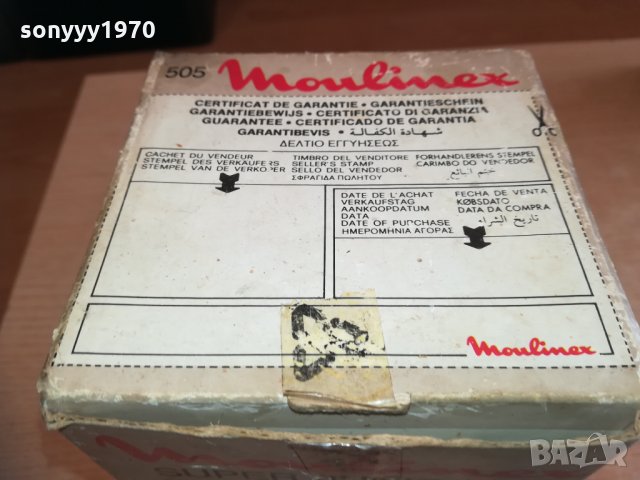 sonyyy1970
505 Moulinex
CERTIFICAT DE GARANTIE • GARANTIESCHEIN
GARANTIEBEWIJS • CERTIFICATO DI GARANZIA
GUARANTEE • CERTIFICADO DE GARANTIA
GARANTIBEVIS • شهادة الكفالة
ΔΕΛΤΙΟ ΕΓΓΥΗΣΕΩΣ
CACHET DU VENDEUR
STEMPEL DES VERKÄUFERS
STEMPEL VAN DE VERKOPER
TIMBRO DEL VENDITORE
SELLER'S STAMP
SELLO DEL VENDEDOR
ΣΦΡΑΓΙΔΑ ΠΩΛΗΤΟΥ
FORHANDLERENS STEMPEL
CARIMBO DO VENDEDOR
ختم البائع
DATE DE L'ACHAT
VERKAUFSTAG
AANKOOPDATUM
DATA
DATE OF PURCHASE
ΗΜΕΡΟΜΗΝΙΑ ΑΓΟΡΑΣ
FECHA DE VENTA
KØBSDATO
DATA DA COMPRA
تاريخ الشراء
Moulinex
BAZAR